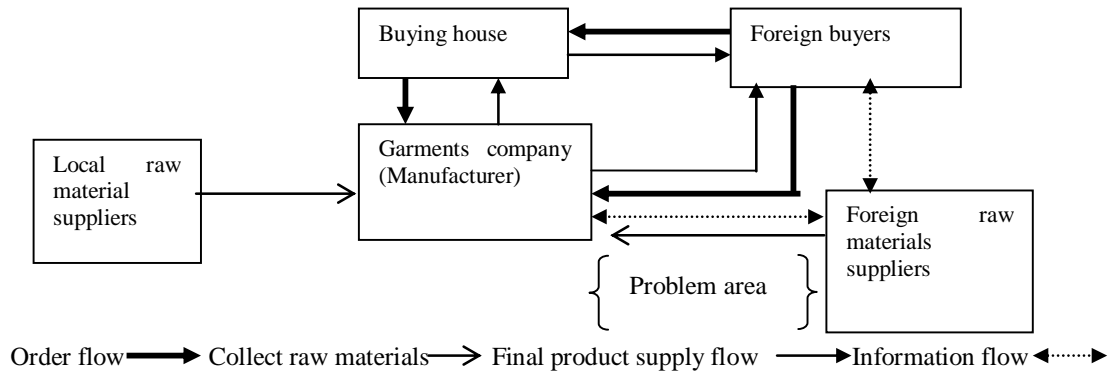 Buying house
Foreign buyers
Garments company
(Manufacturer)
Local raw
material
suppliers
Foreign raw
materials
suppliers
Problem area
Order flow Collect raw materials Final product supply flow Information flow